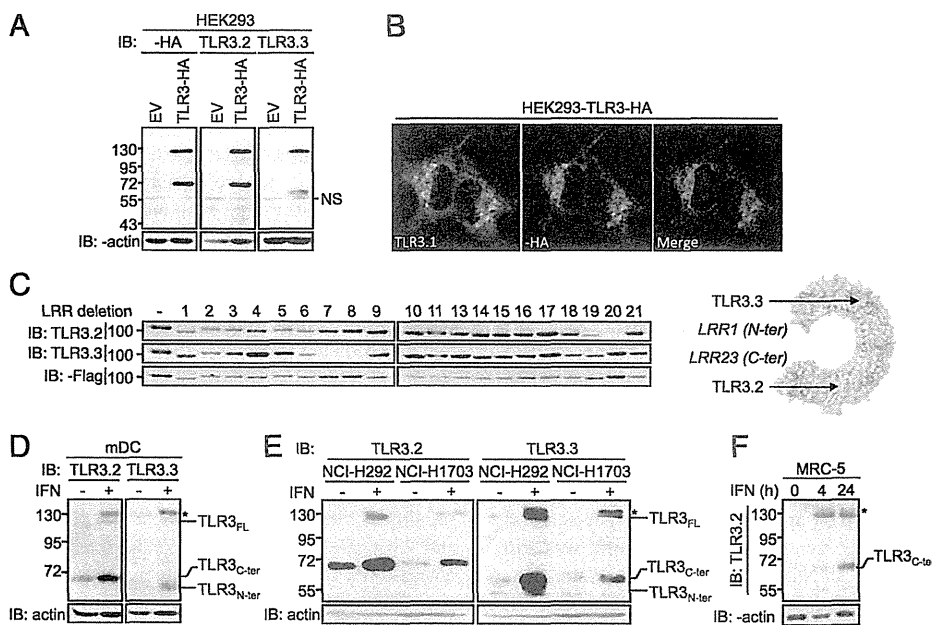 A
HEK293
IB: -HA TLR3.2 TLR3.3
EV TLR3-HA EV TLR3-HA EV TLR3-HA
130
95
72
55
43
NS
IB: -actin
B
HEK293-TLR3-HA
TLR3.1 -HA Merge
C
LRR deletion - 1 2 3 4 5 6 7 8 9 10 11 13 14 15 16 17 18 19 20 21
IB: TLR3.2 100
IB: TLR3.3 100
IB: -Flag 100
TLR3.3
LRR1 (N-ter)
LRR23 (C-ter)
TLR3.2
D
mDC
IB: TLR3.2 TLR3.3
IFN - + - +
130
95
72
55
*
TLR3FL
TLR3C-ter
TLR3N-ter
IB: actin
E
IB: TLR3.2 TLR3.3
NCI-H292 NCI-H1703 NCI-H292 NCI-H1703
IFN - + - + - + - +
130
95
72
55
*
TLR3FL
TLR3C-ter
TLR3N-ter
IB: actin
F
MRC-5
IFN (h) 0 4 24
IB: TLR3.2
130
95
72
55
*
TLR3C-te
IB: -actin